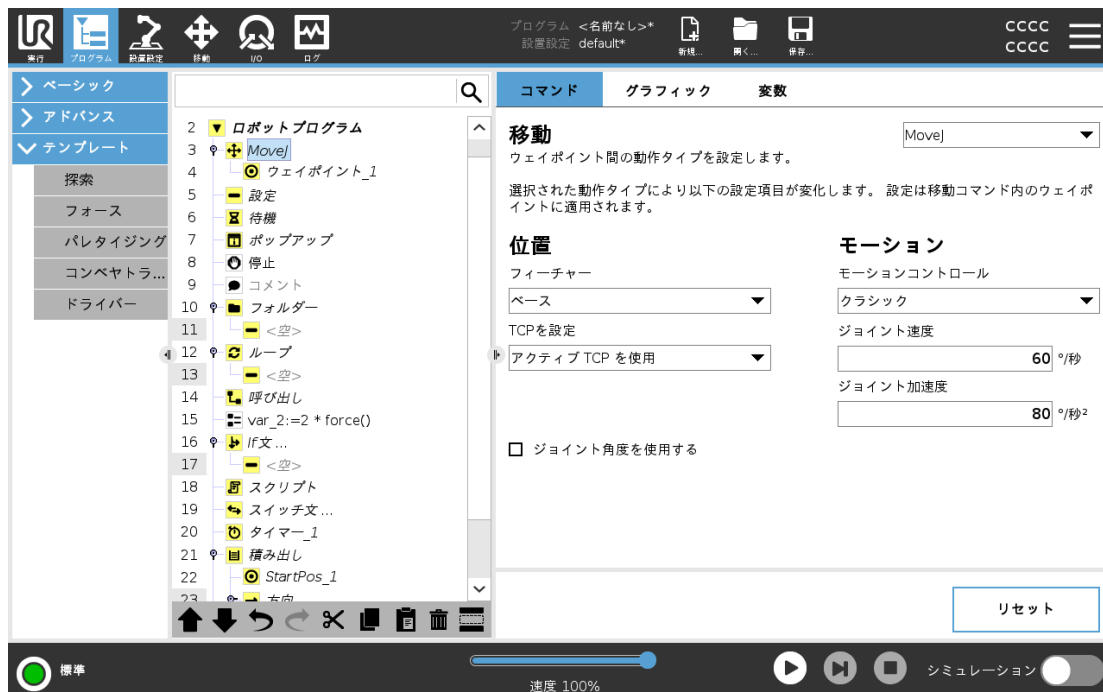 プログラム <名前なし>*
設置設定 default*
CCCC
CCCC
実行
プログラム
設置設定
移動
I/O
ログ
新規...
開く...
保存...
ベーシック
アドバンス
テンプレート
探索
フォース
パレタイジング
コンベヤトラ...
ドライバー
2 ロボットプログラム
3 MoveJ
4 ウェイポイント_1
5 設定
6 待機
7 ポップアップ
8 停止
9 コメント
10 フォルダー
11 <空>
12 ループ
13 <空>
14 呼び出し
15 var_2:=2 * force()
16 If文 ...
17 <空>
18 スクリプト
19 スイッチ文 ...
20 タイマー_1
21 積み出し
22 StartPos_1
23 方向
コマンド
グラフィック
変数
移動
MoveJ
ウェイポイント間の動作タイプを設定します。
選択された動作タイプにより以下の設定項目が変化します。 設定は移動コマンド内のウェイポ
イントに適用されます。
位置
フィーチャー
ベース
TCPを設定
アクティブ TCP を使用
ジョイント角度を使用する
モーション
モーションコントロール
クラシック
ジョイント速度
60 °/秒
ジョイント加速度
80 °/秒²
リセット
標準
速度 100%
シミュレーション